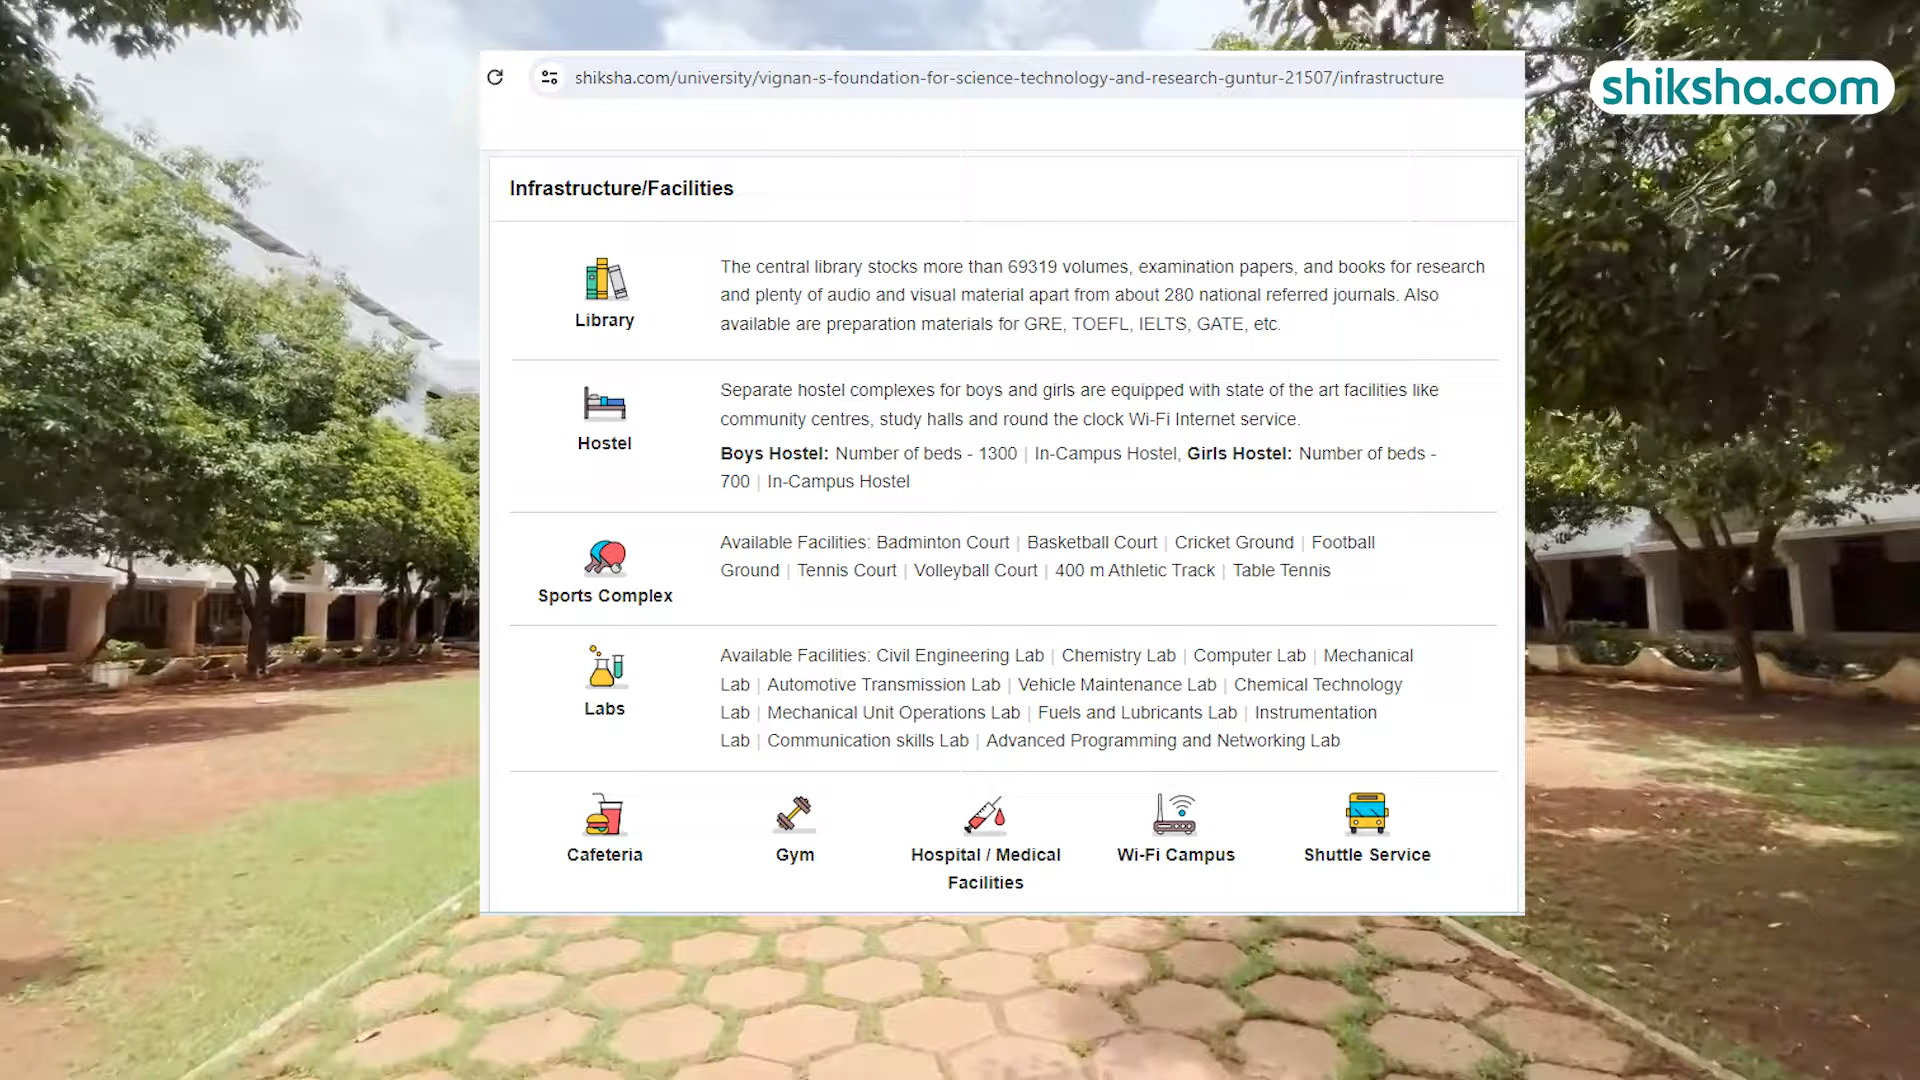 shiksha.com/university/vignan-s-foundation-for-science-technology-and-research-guntur-21507/infrastructure
shiksha.com
Infrastructure/Facilities
Library
The central library stocks more than 69319 volumes, examination papers, and books for research
and plenty of audio and visual material apart from about 280 national referred journals. Also
available are preparation materials for GRE, TOEFL, IELTS, GATE, etc.
Hostel
Separate hostel complexes for boys and girls are equipped with state of the art facilities like
community centres, study halls and round the clock Wi-Fi Internet service.
Boys Hostel: Number of beds - 1300 | In-Campus Hostel, Girls Hostel: Number of beds -
700 | In-Campus Hostel
Sports Complex
Available Facilities: Badminton Court | Basketball Court | Cricket Ground | Football
Ground | Tennis Court | Volleyball Court | 400 m Athletic Track | Table Tennis
Labs
Available Facilities: Civil Engineering Lab | Chemistry Lab | Computer Lab | Mechanical
Lab | Automotive Transmission Lab | Vehicle Maintenance Lab | Chemical Technology
Lab | Mechanical Unit Operations Lab | Fuels and Lubricants Lab | Instrumentation
Lab | Communication skills Lab | Advanced Programming and Networking Lab
Cafeteria
Gym
Hospital / Medical
Facilities
Wi-Fi Campus
Shuttle Service